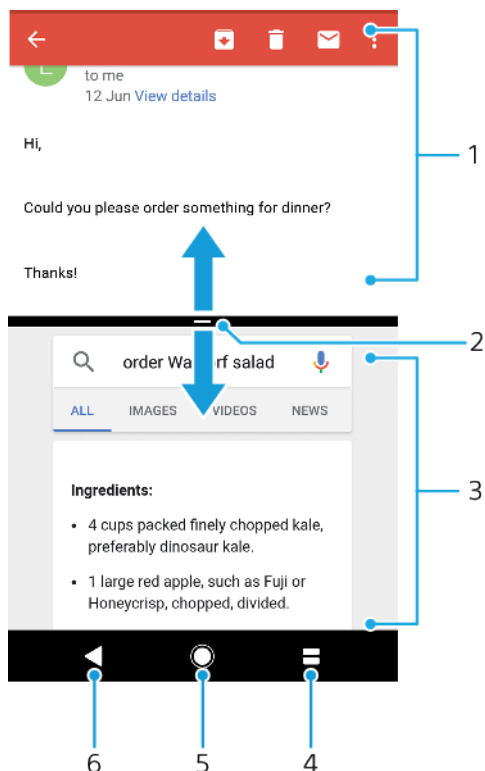 to me
12 Jun View details
Hi,
1
Could you please order something for dinner?
Thanks!
2
order Wa rf salad
ALL IMAGES VIDEOS NEWS
3
Ingredients:
• 4 cups packed finely chopped kale,
preferably dinosaur kale.
• 1 large red apple, such as Fuji or
Honeycrisp, chopped, divided.
6 5 4